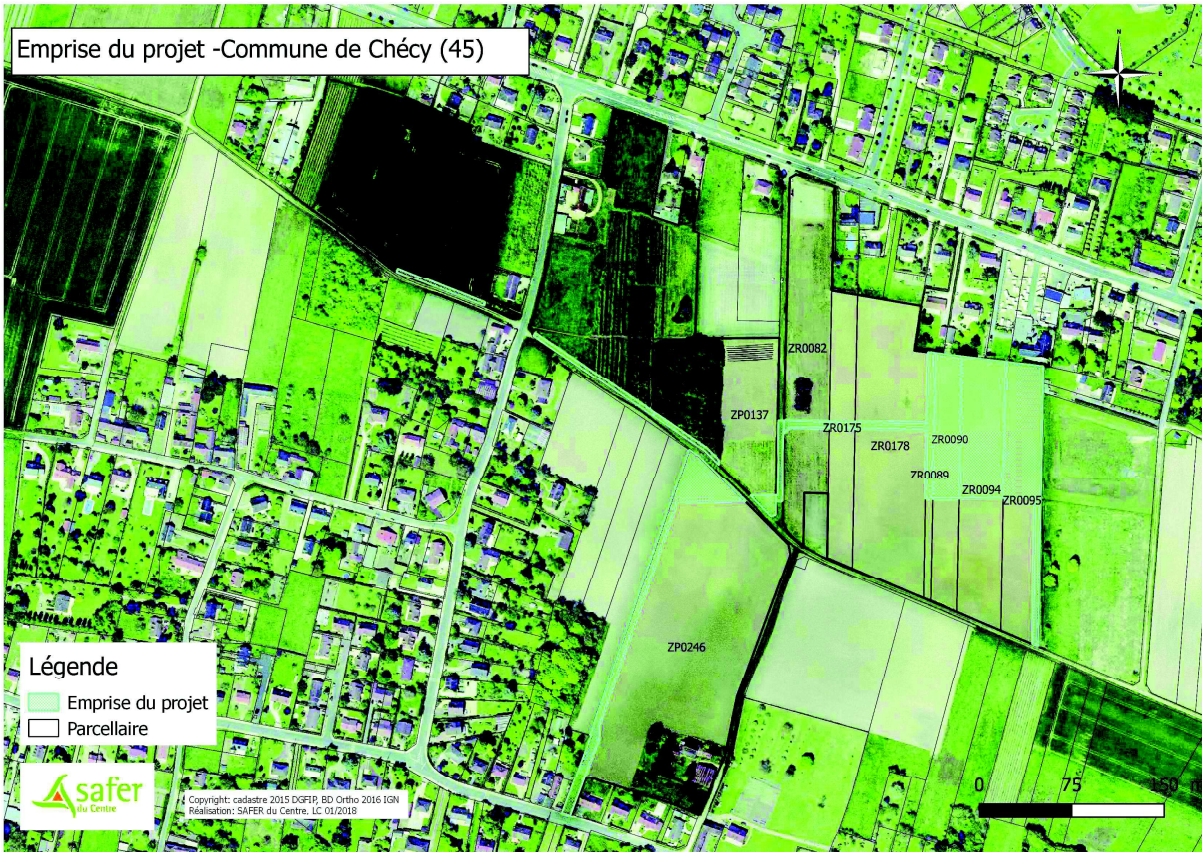 Emprise du projet -Commune de Chécy (45)
N
O
E
ZR0082
ZP0137
ZR0175
ZR0178
ZR0090
ZR0089
ZR0094
ZR0095
ZP0246
Légende
Emprise du projet
Parcellaire
safer
du Centre
Copyright: cadastre 2015 DGFIP, BD Ortho 2016 IGN
Réalisation: SAFER du Centre, LC 01/2018
0 75 150